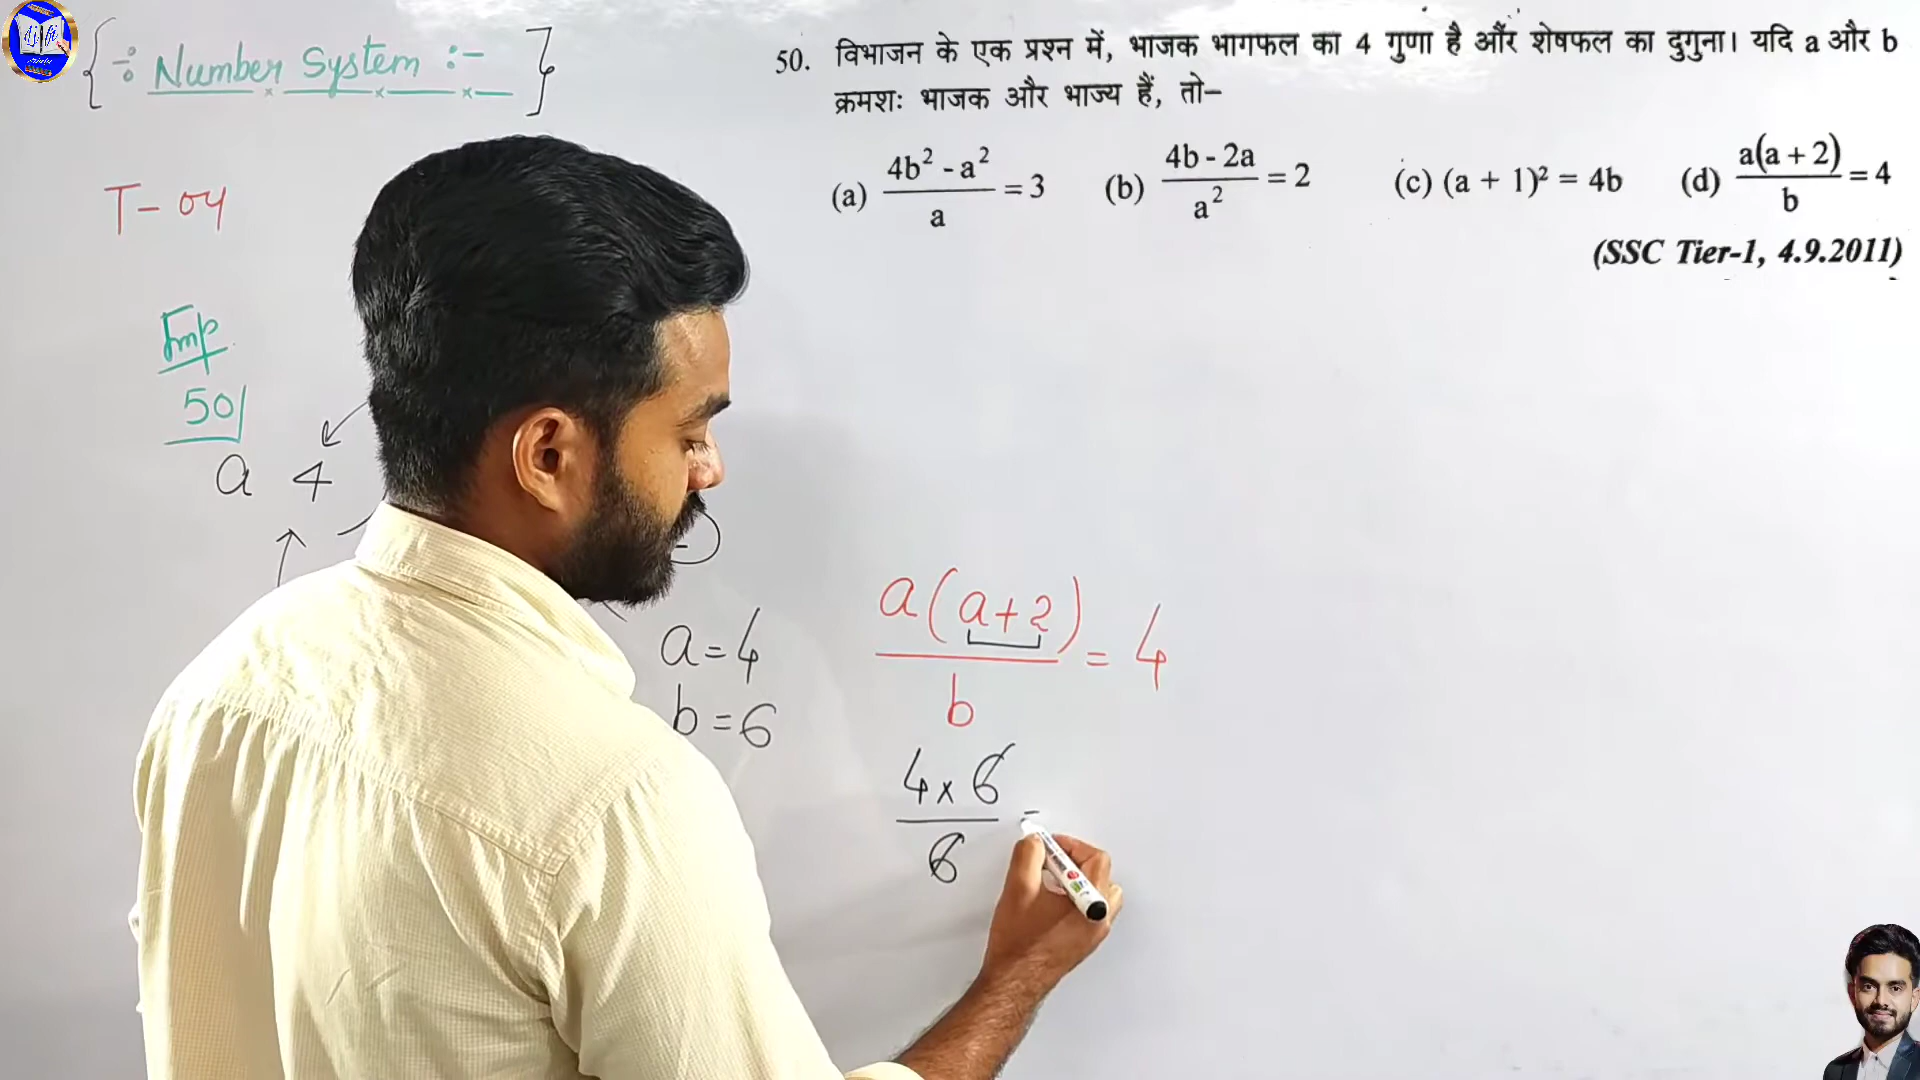 ÷ Number System :-
T-04
Imp
50
a 4
a=4
b=6
50. विभाजन के एक प्रश्न में, भाजक भागफल का 4 गुणा है और शेषफल का दुगुना। यदि a और b
क्रमशः भाजक और भाज्य हैं, तो–
(a) (4b² - a²)/a = 3 (b) (4b - 2a)/a² = 2 (c) (a + 1)² = 4b (d) a(a + 2)/b = 4
(SSC Tier-1, 4.9.2011)
a(a+2)/b = 4
4×6/6 =